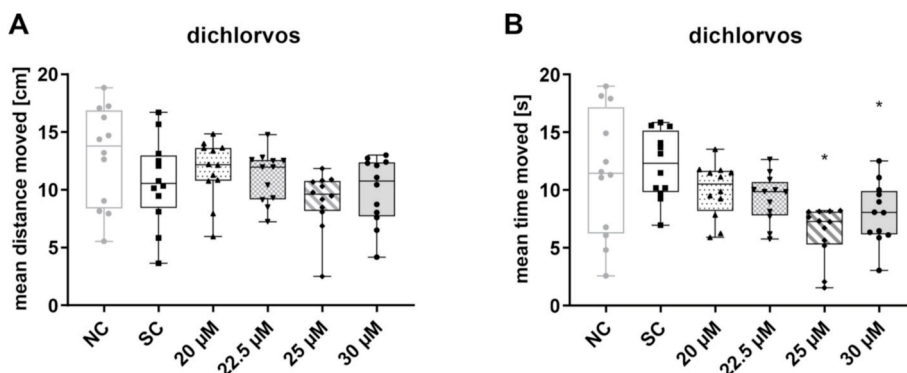 A
dichlorvos
mean distance moved [cm]
20
15
10
5
0
NC
SC
20 µM
22.5 µM
25 µM
30 µM
B
dichlorvos
mean time moved [s]
20
15
10
5
0
*
*
NC
SC
20 µM
22.5 µM
25 µM
30 µM